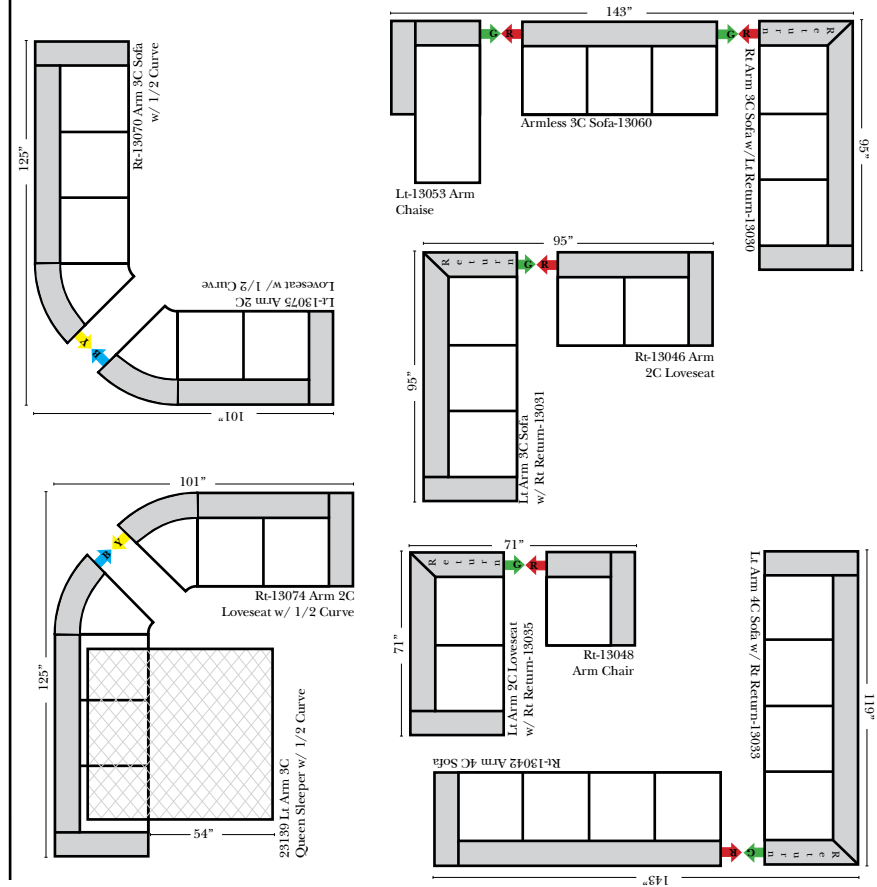 125”
Rt-13070 Arm 3C Sofa
w/ 1/2 Curve
Lt-13075 Arm 2C
Loveseat w/ 1/2 Curve
Y
B
101”
143”
G
R
G
R
Return
Armless 3C Sofa-13060
Lt-13053 Arm
Chaise
Rt Arm 3C Sofa w/Lt Return-13030
95”
95”
Return
G
R
Rt-13046 Arm
2C Loveseat
95”
Lt Arm 3C Sofa
w/ Rt Return-13031
101”
B
Y
Rt-13074 Arm 2C
Loveseat w/ 1/2 Curve
125”
54”
23139 Lt Arm 3C
Queen Sleeper w/ 1/2 Curve
71”
Return
G
R
Rt-13048
Arm Chair
71”
Lt Arm 2C Loveseat
w/ Rt Return-13035
Lt Arm 4C Sofa w/ Rt Return-13033
119”
Rt-13042 Arm 4C Sofa
R
G
Return
143”